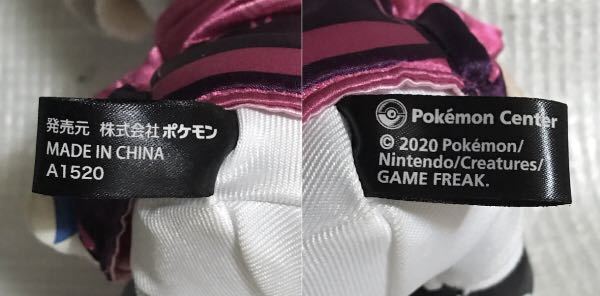 発売元 株式会社ポケモン
MADE IN CHINA
A1520
Pokémon Center
© 2020 Pokémon/
Nintendo/Creatures/
GAME FREAK.